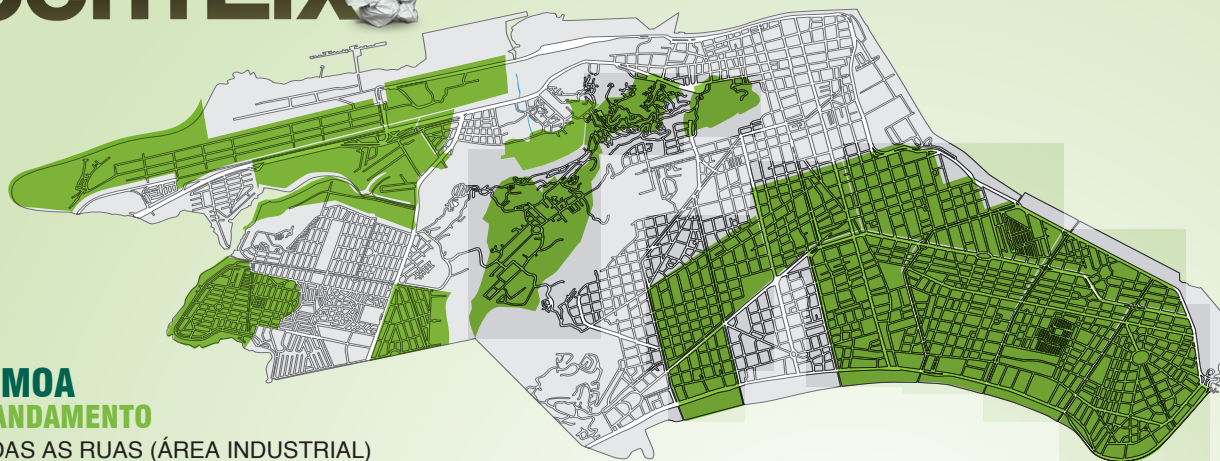 MOA
ANDAMENTO
DAS AS RUAS (ÁREA INDUSTRIAL)